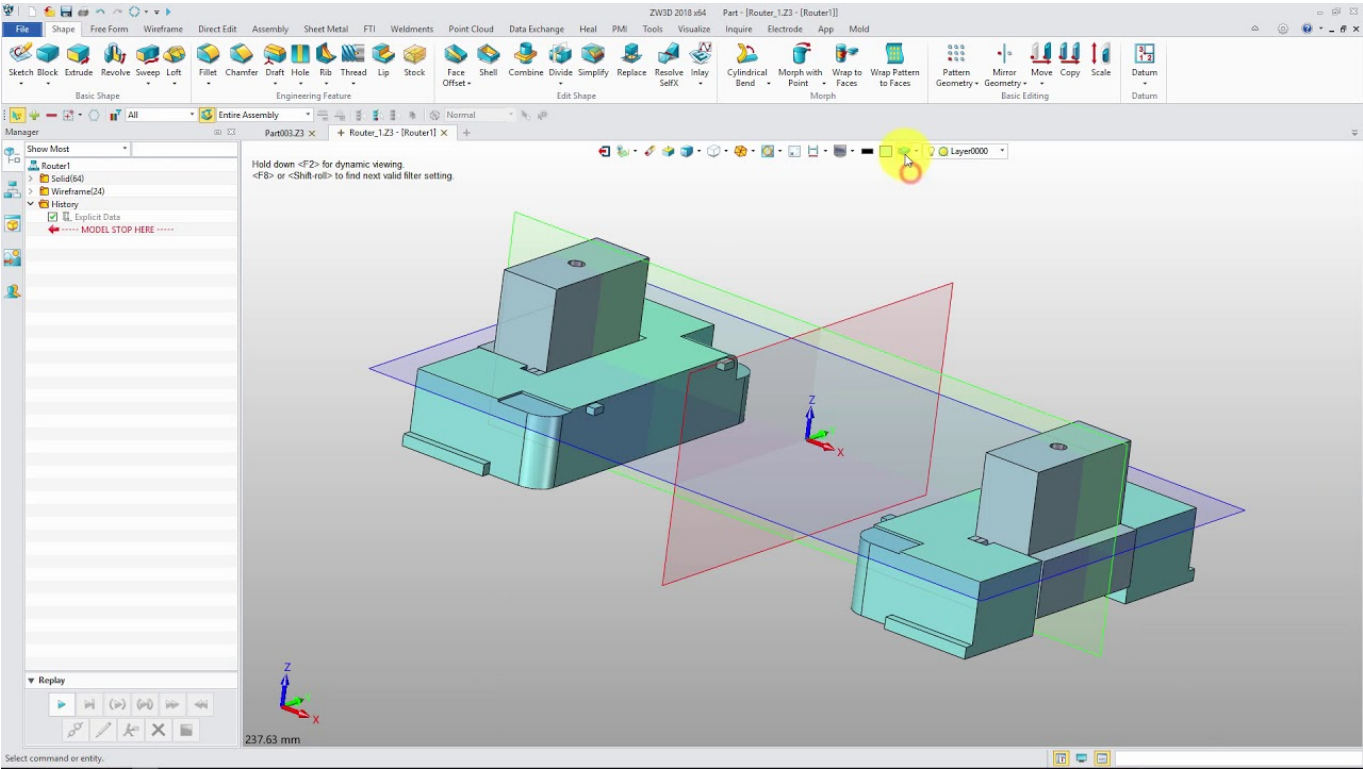 ZW3D 2018 x64 Part - [Router_1.Z3 - [Router1]]
File Shape Free Form Wireframe Direct Edit Assembly Sheet Metal FTI Weldments Point Cloud Data Exchange Heal PMI Tools Visualize Inquire Electrode App Mold
Sketch Block Extrude Revolve Sweep Loft Fillet Chamfer Draft Hole Rib Thread Lip Stock Face Offset Shell Combine Divide Simplify Replace Resolve SelfX Inlay Cylindrical Bend Morph with Point Wrap to Faces Wrap Pattern to Faces Pattern Geometry Mirror Geometry Move Copy Scale Datum
Basic Shape Engineering Feature Edit Shape Morph Basic Editing Datum
All Entire Assembly Normal
Manager Part003.Z3 Router_1.Z3 - [Router1]
Show Most Layer0000
Router1
Hold down <F2> for dynamic viewing.
Solid(64)
<F8> or <Shift-roll> to find next valid filter setting.
Wireframe(24)
History
Explicit Data
----- MODEL STOP HERE -----
Z
X
Replay
Z
X
237.63 mm
Select command or entity.